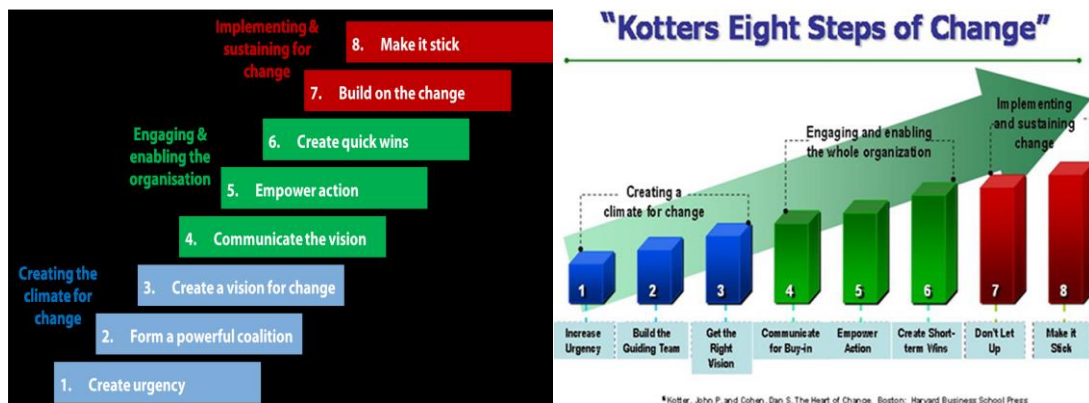 Implementing &
sustaining for
change
8. Make it stick
7. Build on the change
Engaging &
enabling the
organisation
6. Create quick wins
5. Empower action
4. Communicate the vision
Creating the
climate for
change
3. Create a vision for change
2. Form a powerful coalition
1. Create urgency
"Kotters Eight Steps of Change"
Implementing
and sustaining
change
Engaging and enabling
the whole organization
Creating a
climate for change
1 2 3 4 5 6 7 8
Increase
Urgency
Build the
Guiding Team
Get the
Right
Vision
Communicate
for Buy-in
Empower
Action
Create Short-
term Wins
Don't Let
Up
Make it
Stick
Kotter, John P. and Cohen, Dan S. The Heart of Change. Boston: Harvard Business School Press